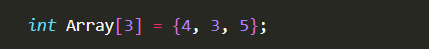 int Array[3] = {4, 3, 5};